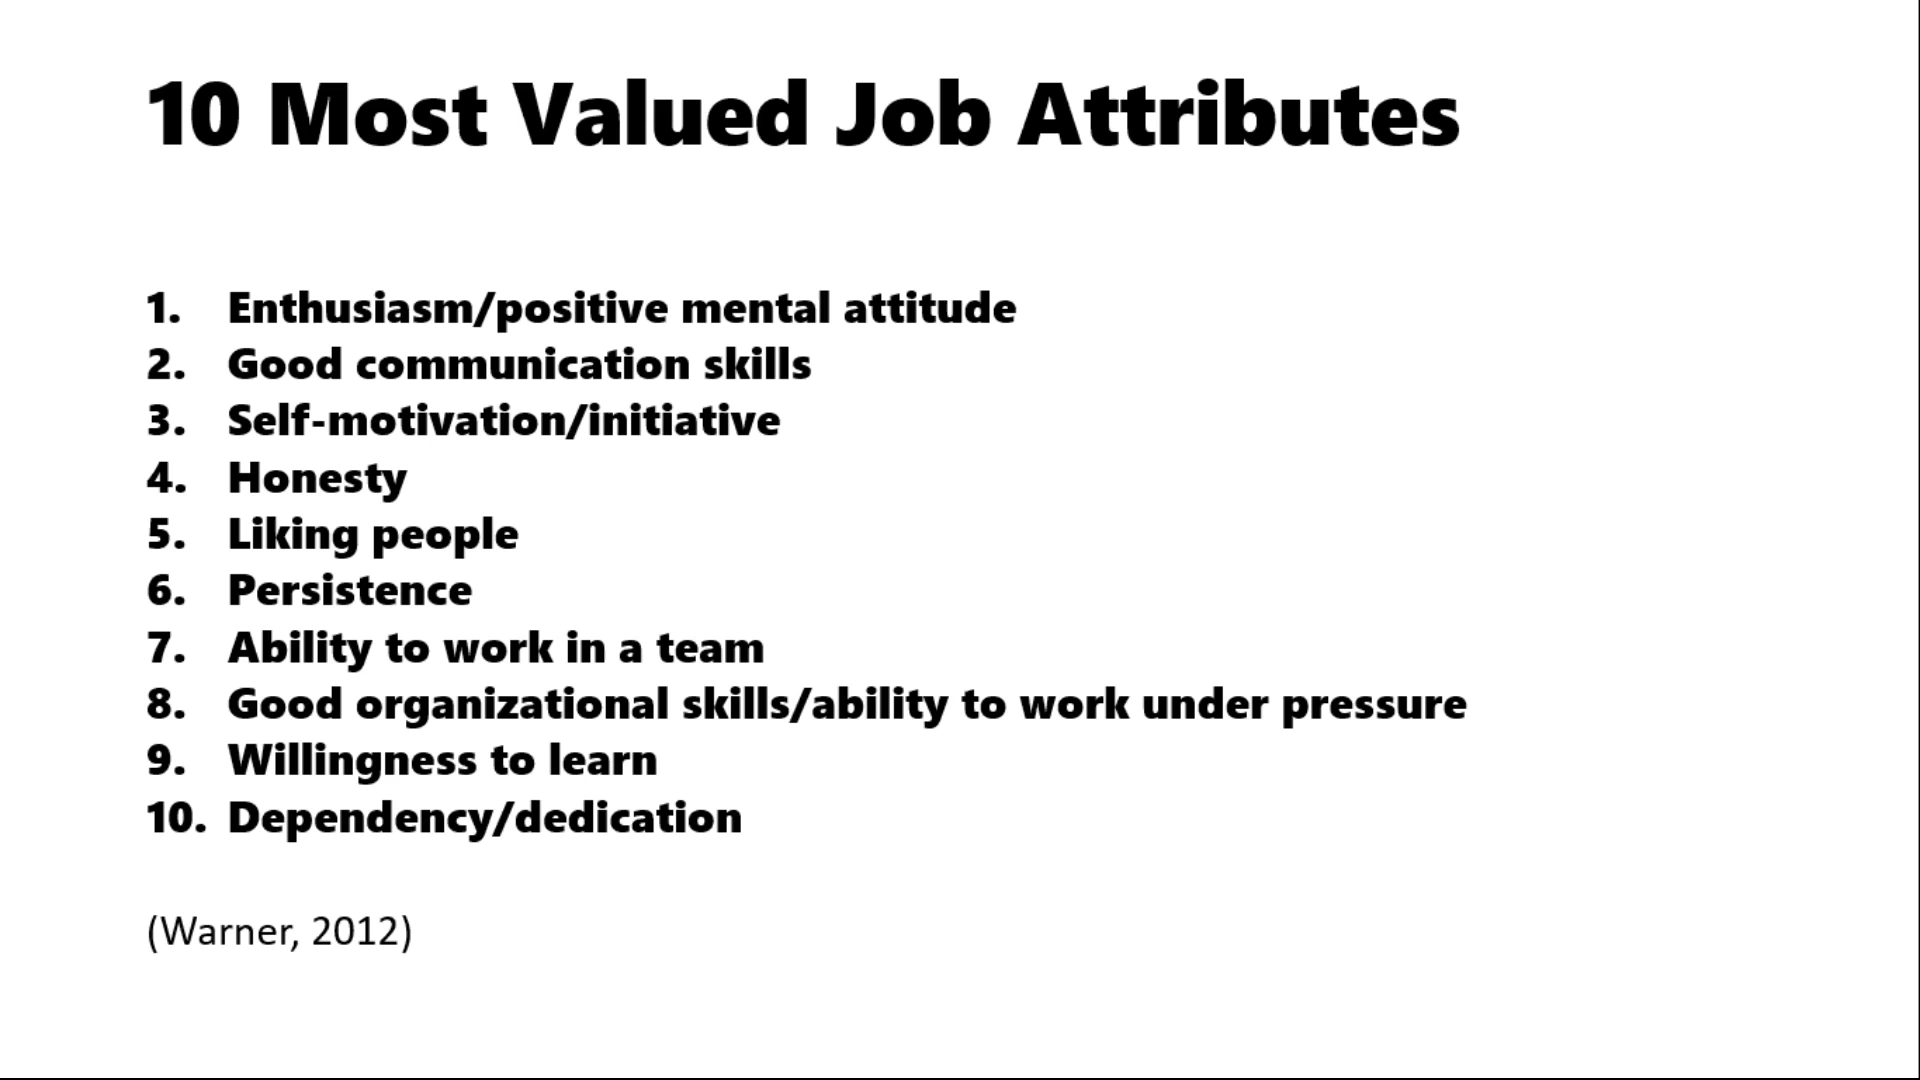 10 Most Valued Job Attributes
1. Enthusiasm/positive mental attitude
2. Good communication skills
3. Self-motivation/initiative
4. Honesty
5. Liking people
6. Persistence
7. Ability to work in a team
8. Good organizational skills/ability to work under pressure
9. Willingness to learn
10. Dependency/dedication
(Warner, 2012)